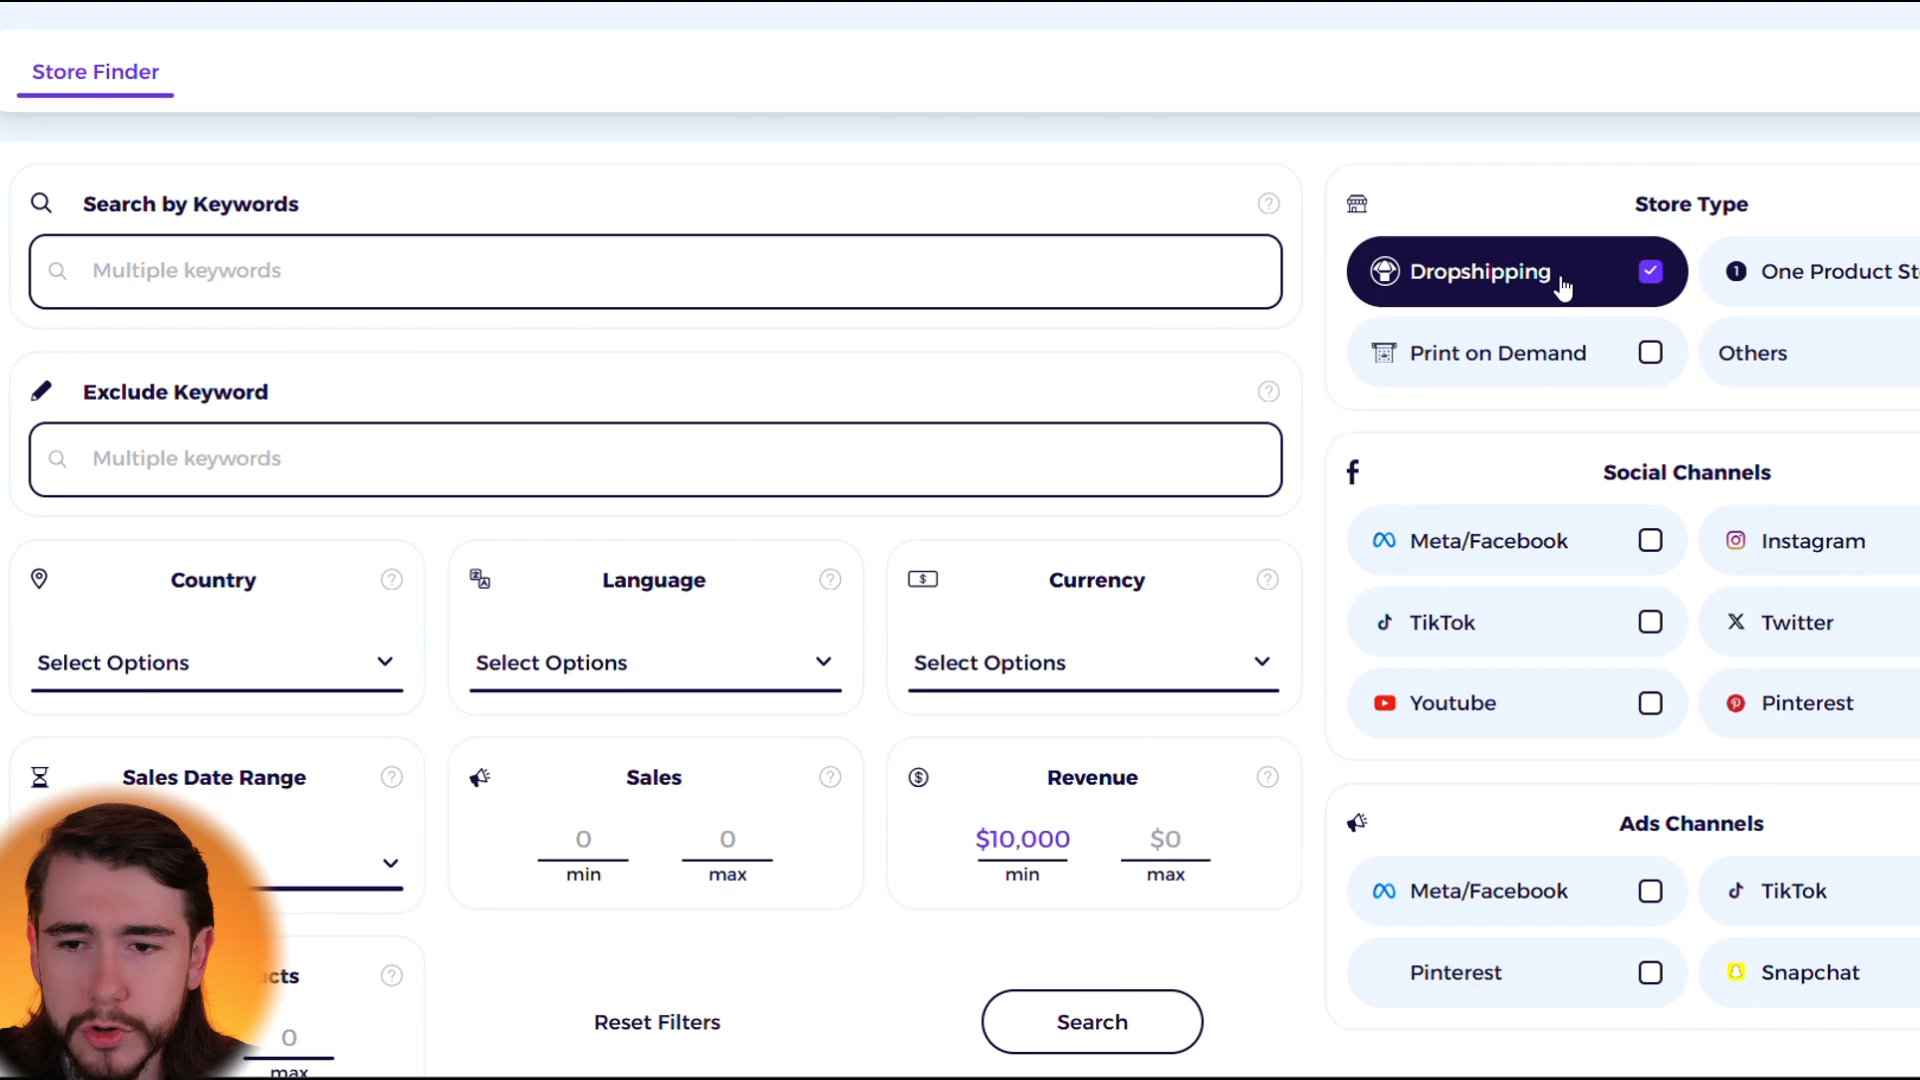 Store Finder
Search by Keywords
Multiple keywords
Exclude Keyword
Multiple keywords
Country
Select Options
Language
Select Options
Currency
Select Options
Sales Date Range
Sales
0
0
min
max
Revenue
$10,000
$0
min
max
0
max
Reset Filters
Search
Store Type
Dropshipping
1 One Product
Print on Demand
Others
Social Channels
Meta/Facebook
Instagram
TikTok
Twitter
Youtube
Pinterest
Ads Channels
Meta/Facebook
TikTok
Pinterest
Snapchat